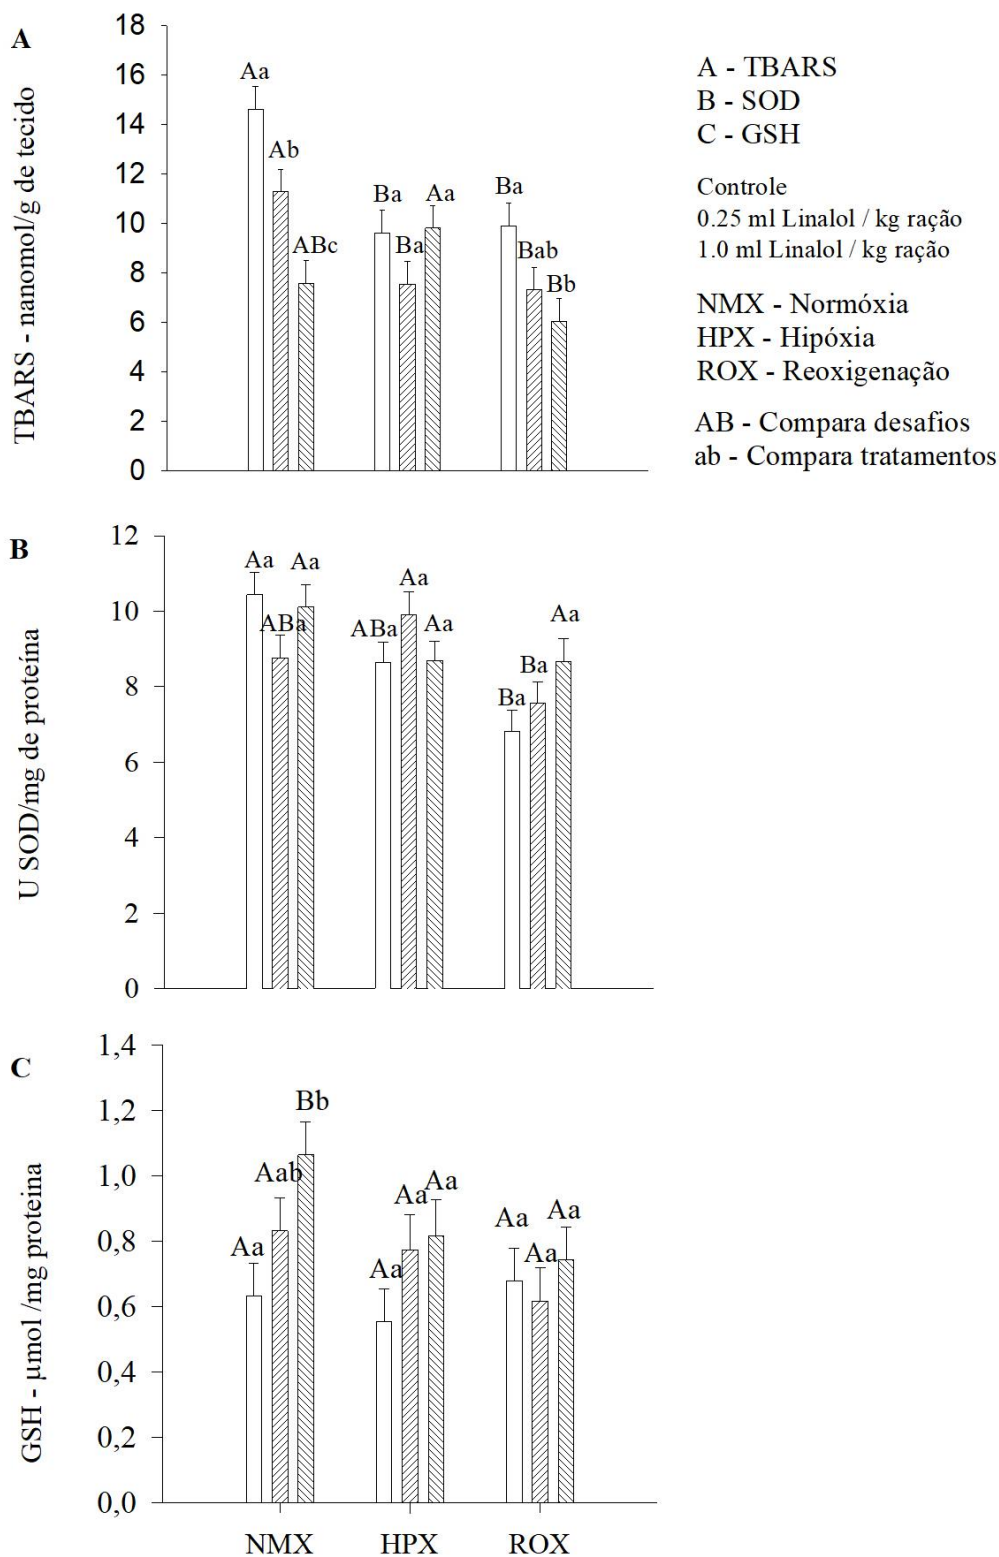 A
TBARS - nanomol/g de tecido
18
16
14
12
10
8
6
4
2
0
Aa
Ab
ABc
Ba
Ba
Aa
Ba
Bab
Bb
A - TBARS
B - SOD
C - GSH
Controle
0.25 ml Linalol / kg ração
1.0 ml Linalol / kg ração
NMX - Normóxia
HPX - Hipóxia
ROX - Reoxigenação
AB - Compara desafios
ab - Compara tratamentos
B
U SOD/mg de proteína
12
10
8
6
4
2
0
Aa
ABa
Aa
ABa
Aa
Aa
Ba
Ba
Aa
C
GSH - µmol /mg proteina
1,4
1,2
1,0
0,8
0,6
0,4
0,2
0,0
Aa
Aab
Bb
Aa
Aa
Aa
Aa
Aa
Aa
NMX
HPX
ROX